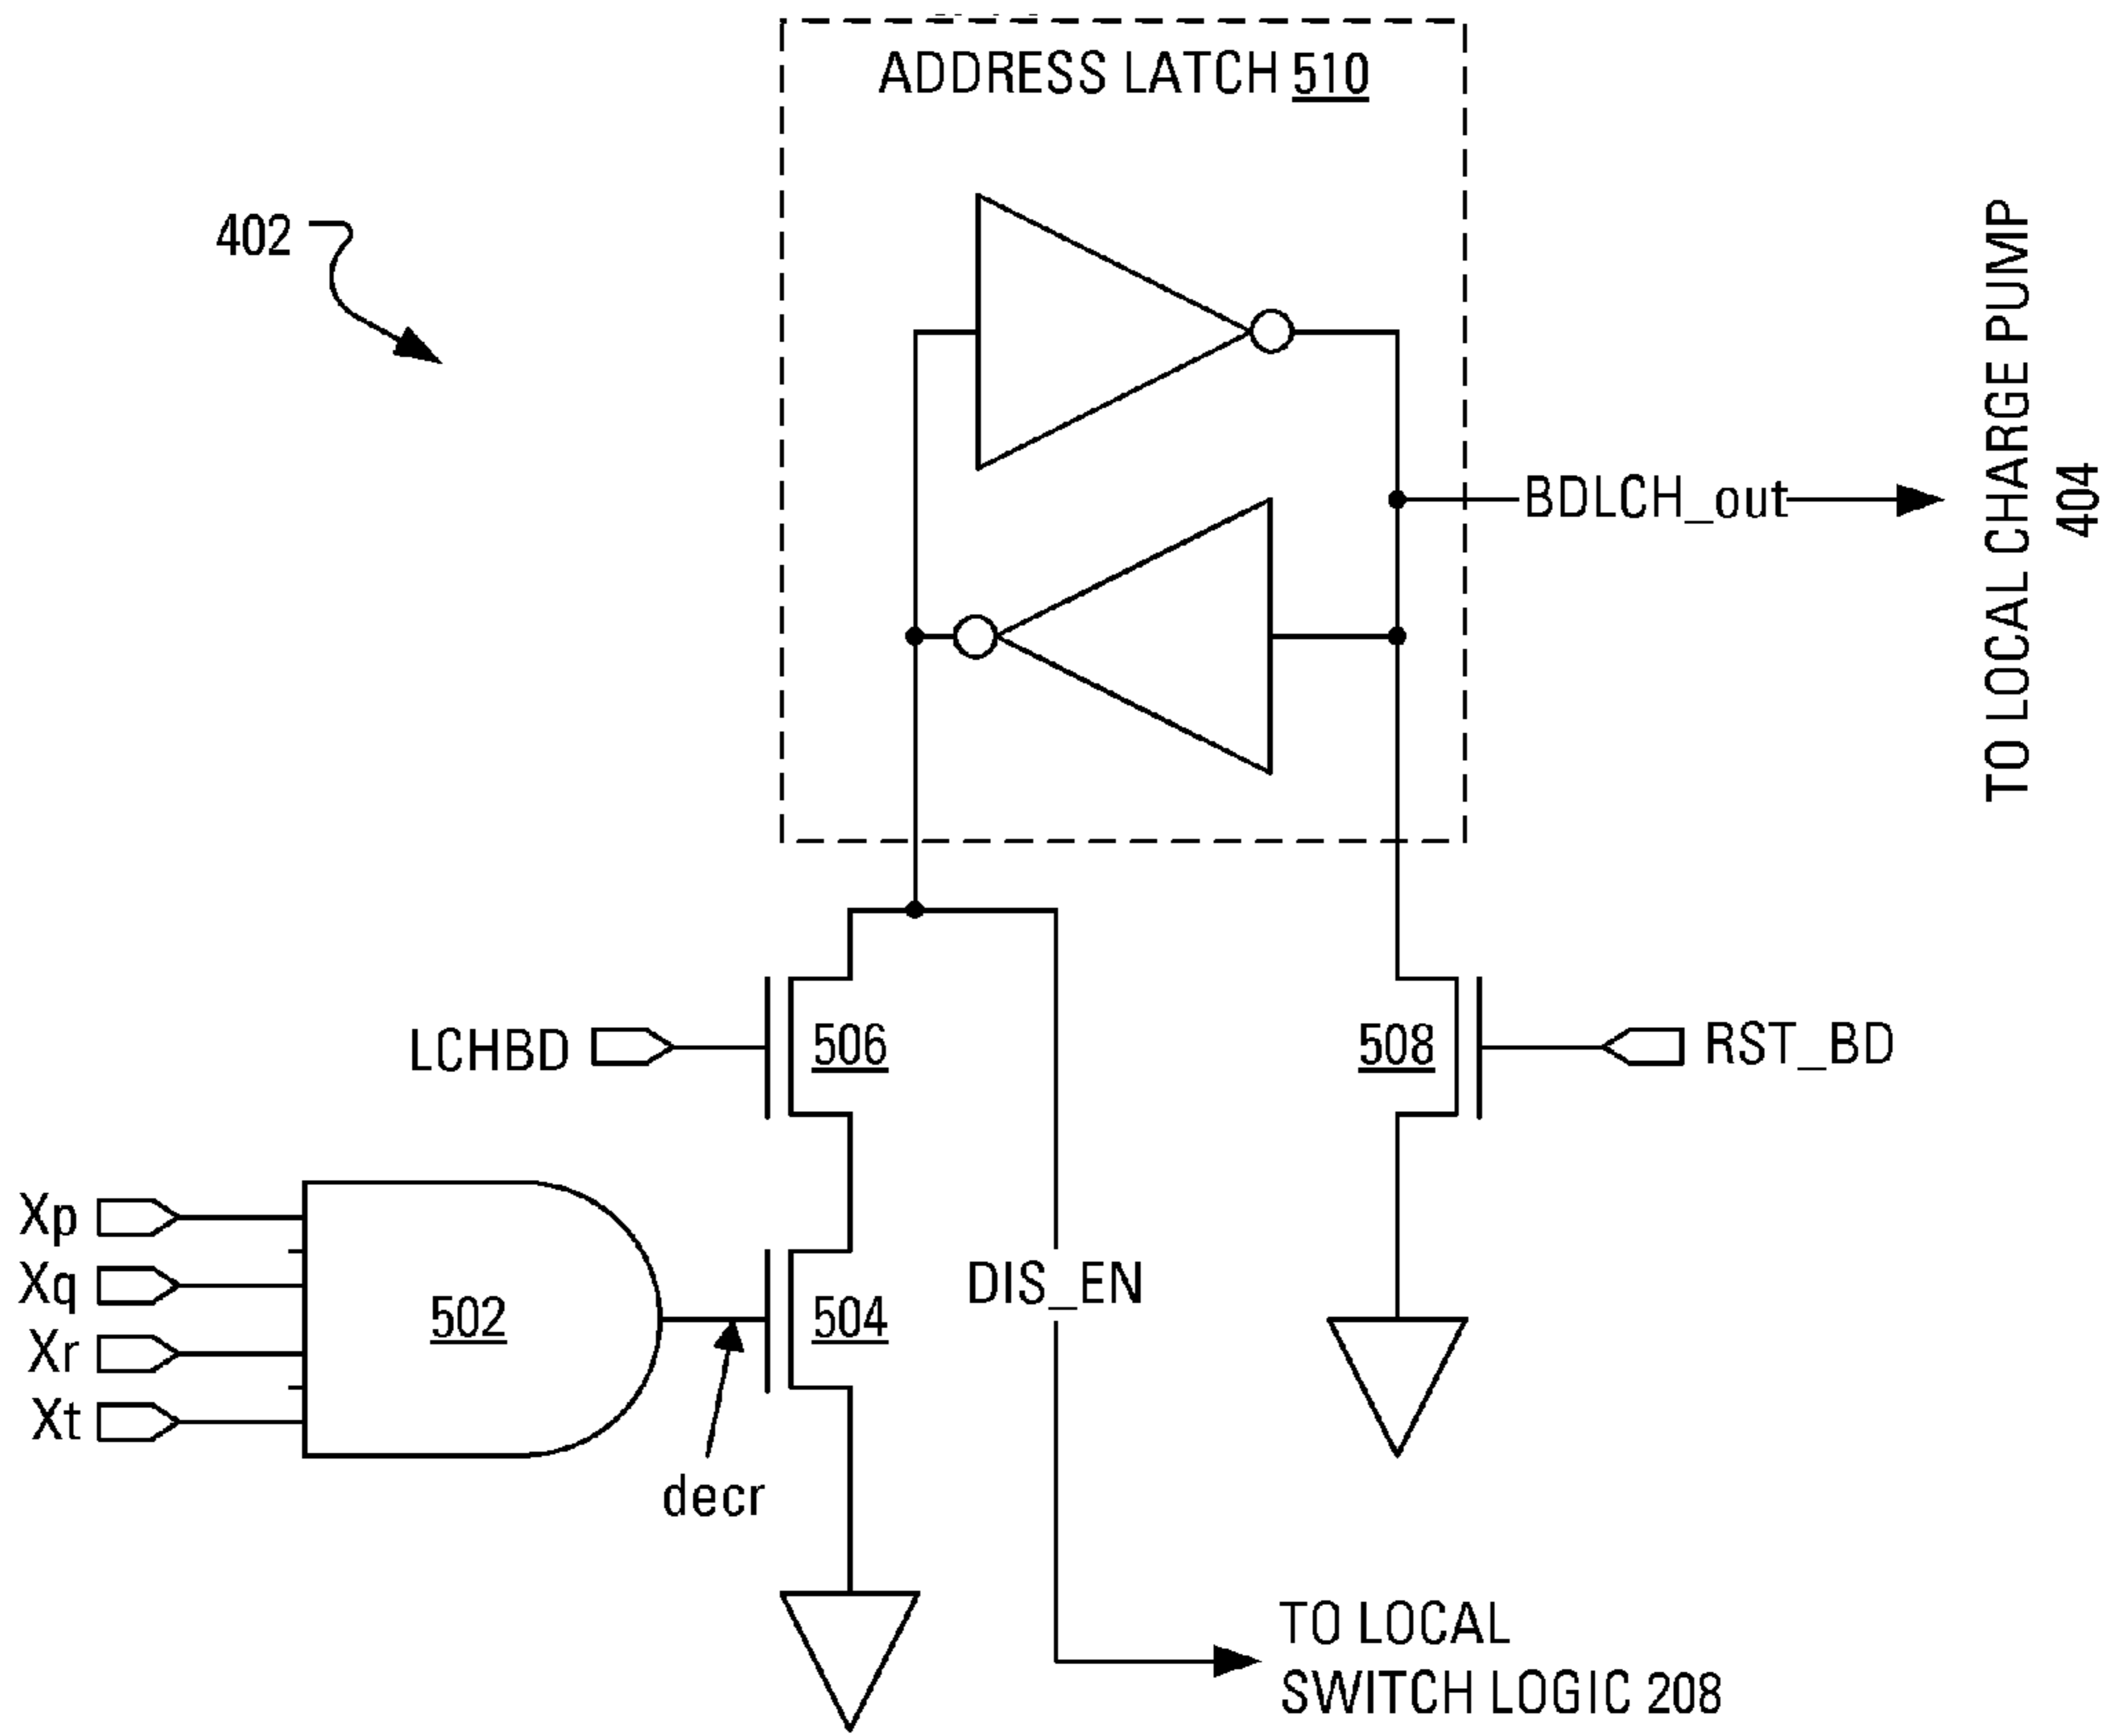 ADDRESS LATCH 510
402
BDLCH_out
TO LOCAL CHARGE PUMP
404
LCHBD
506
508
RST_BD
Xp
Xq
Xr
Xt
502
504
DIS_EN
decr
TO LOCAL
SWITCH LOGIC 208